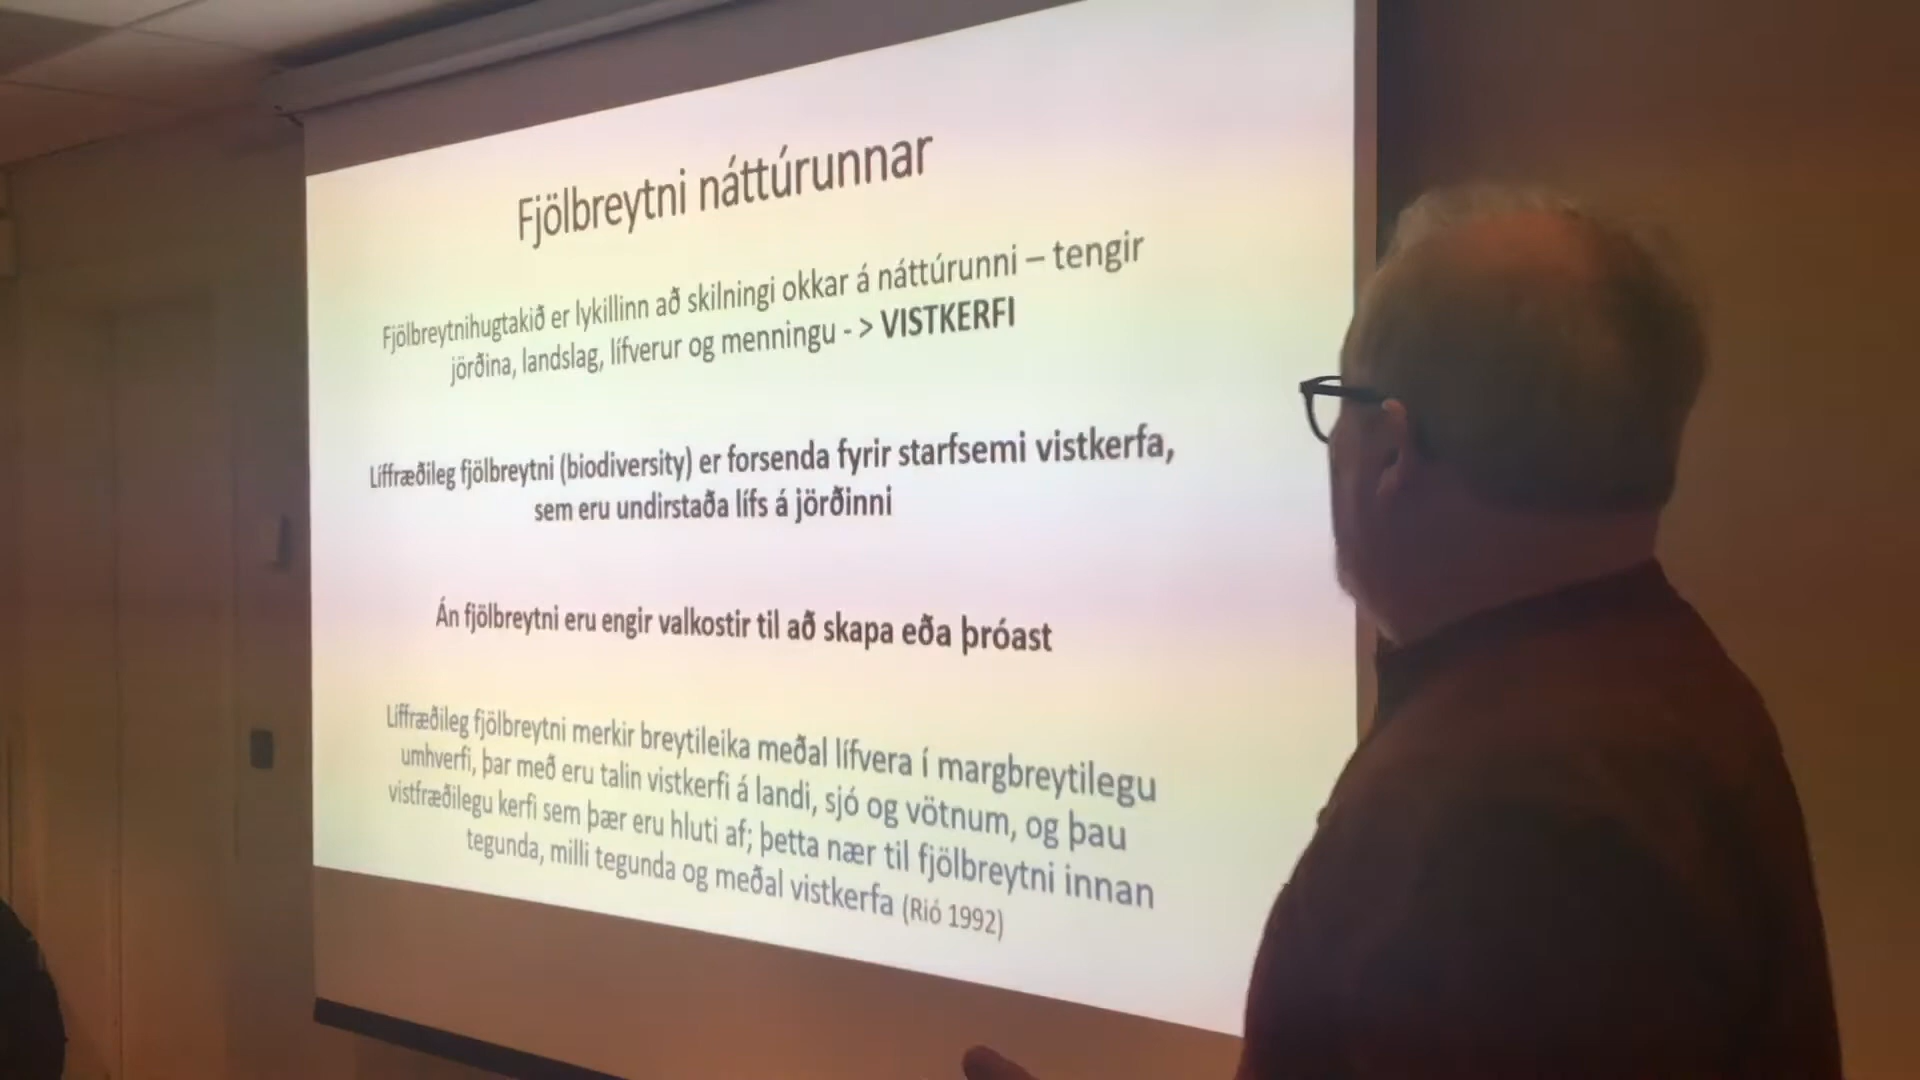 Fjölbreytni náttúrunnar
Fjölbreytnihugtakið er lykillinn að skilningi okkar á náttúrunni – tengir
jörðina, landslag, lífverur og menningu - > VISTKERFI
Líffræðileg fjölbreytni (biodiversity) er forsenda fyrir starfsemi vistkerfa,
sem eru undirstaða lífs á jörðinni
Án fjölbreytni eru engir valkostir til að skapa eða þróast
Líffræðileg fjölbreytni merkir breytileika meðal lífvera í margbreytilegu
umhverfi, þar með eru talin vistkerfi á landi, sjó og vötnum, og þau
vistfræðilegu kerfi sem þær eru hluti af; þetta nær til fjölbreytni innan
tegunda, milli tegunda og meðal vistkerfa (Rió 1992)